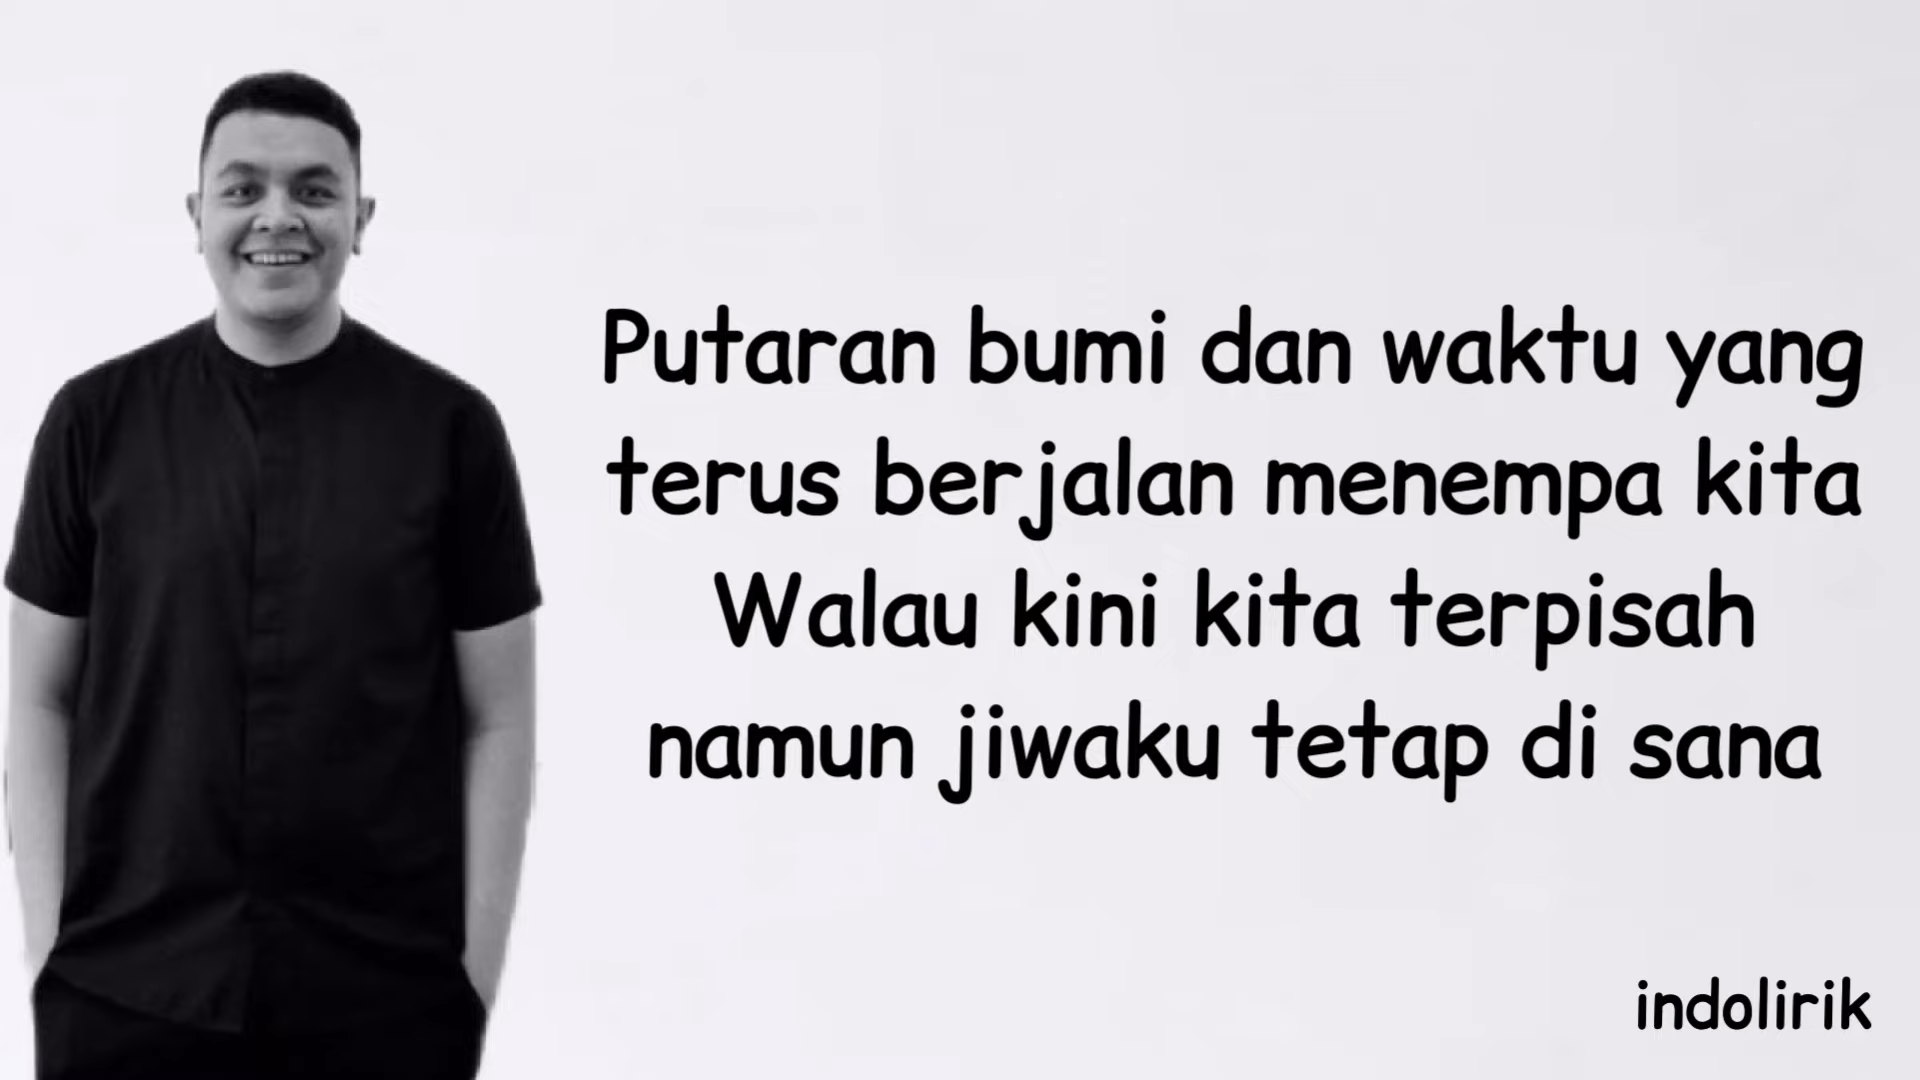 Putaran bumi dan waktu yang
terus berjalan menempa kita
Walau kini kita terpisah
namun jiwaku tetap di sana
indolirik